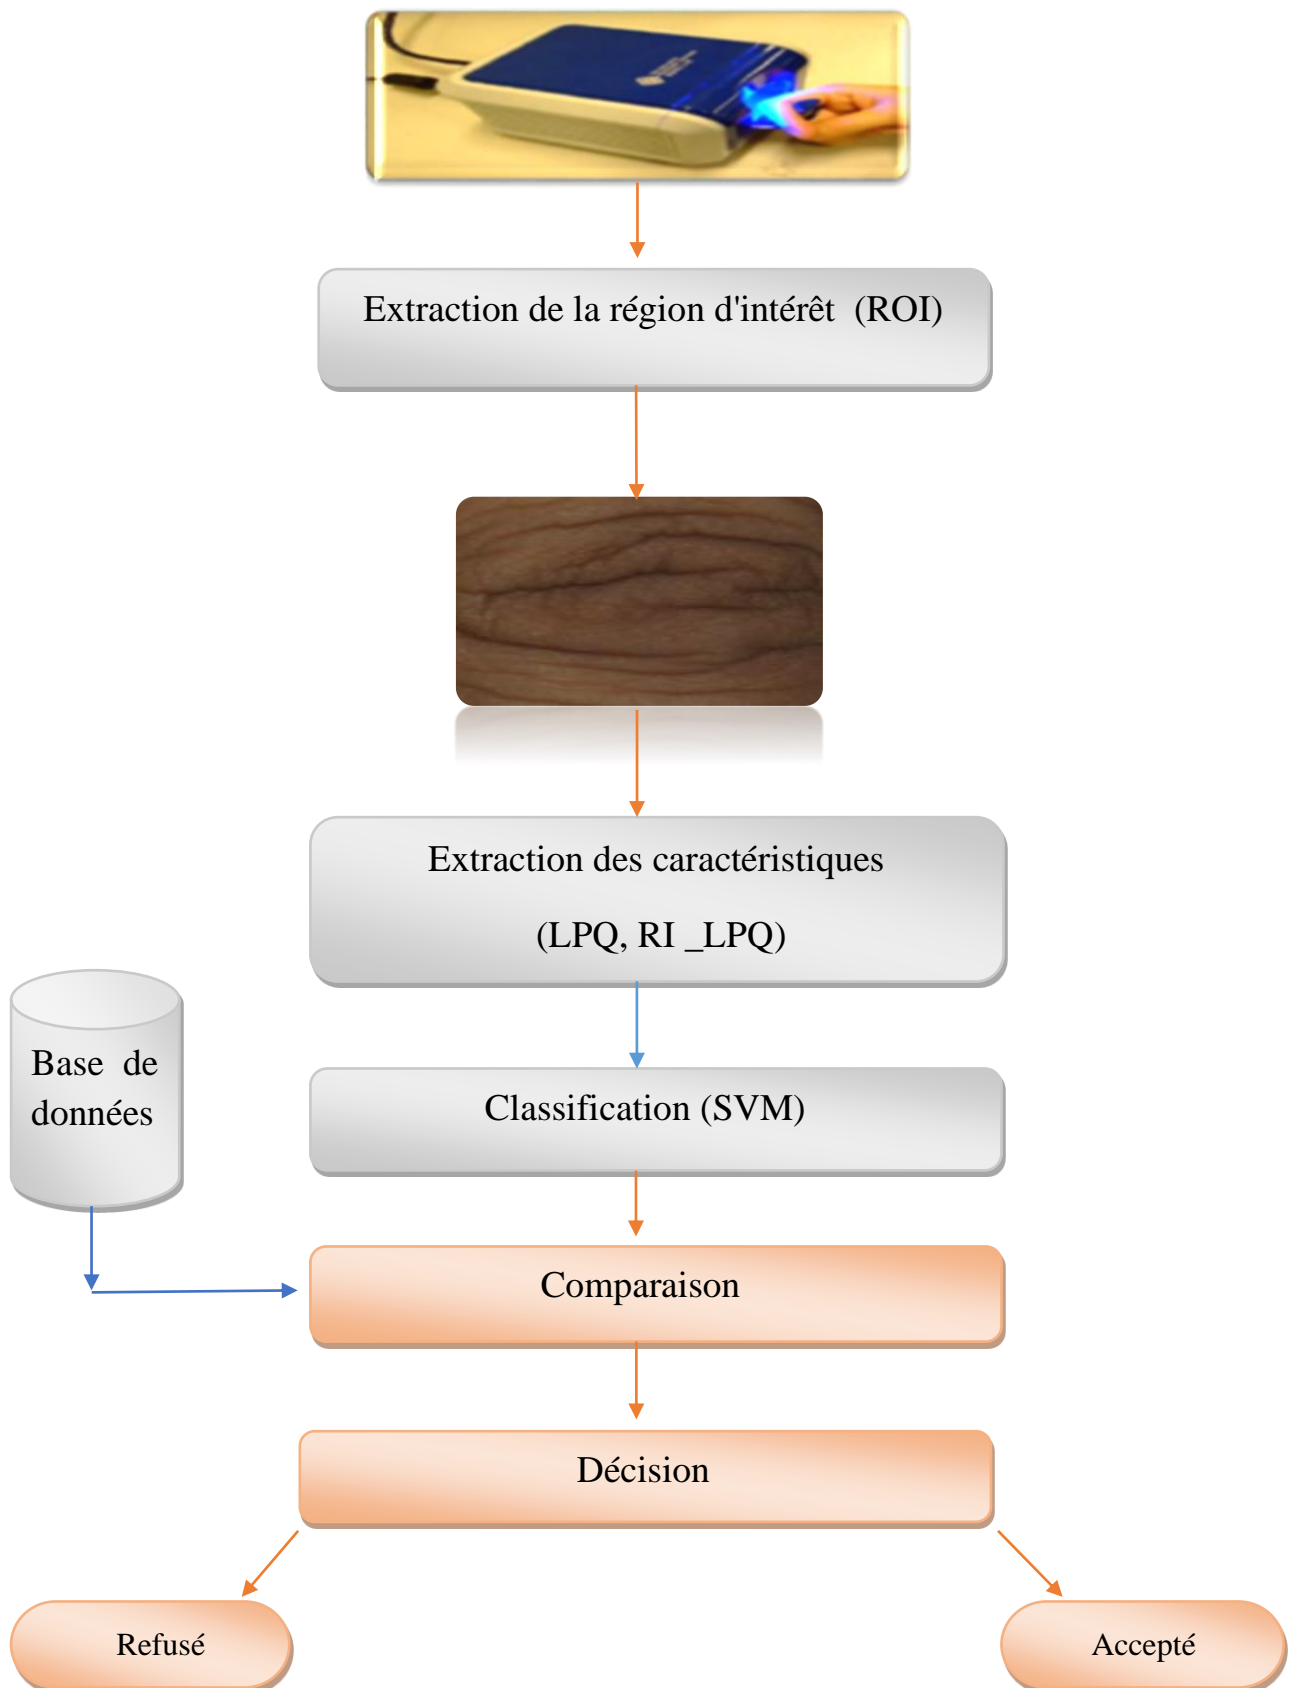 Extraction de la région d'intérêt (ROI)
Extraction des caractéristiques
(LPQ, RI _LPQ)
Base de
données
Classification (SVM)
Comparaison
Décision
Refusé
Accepté